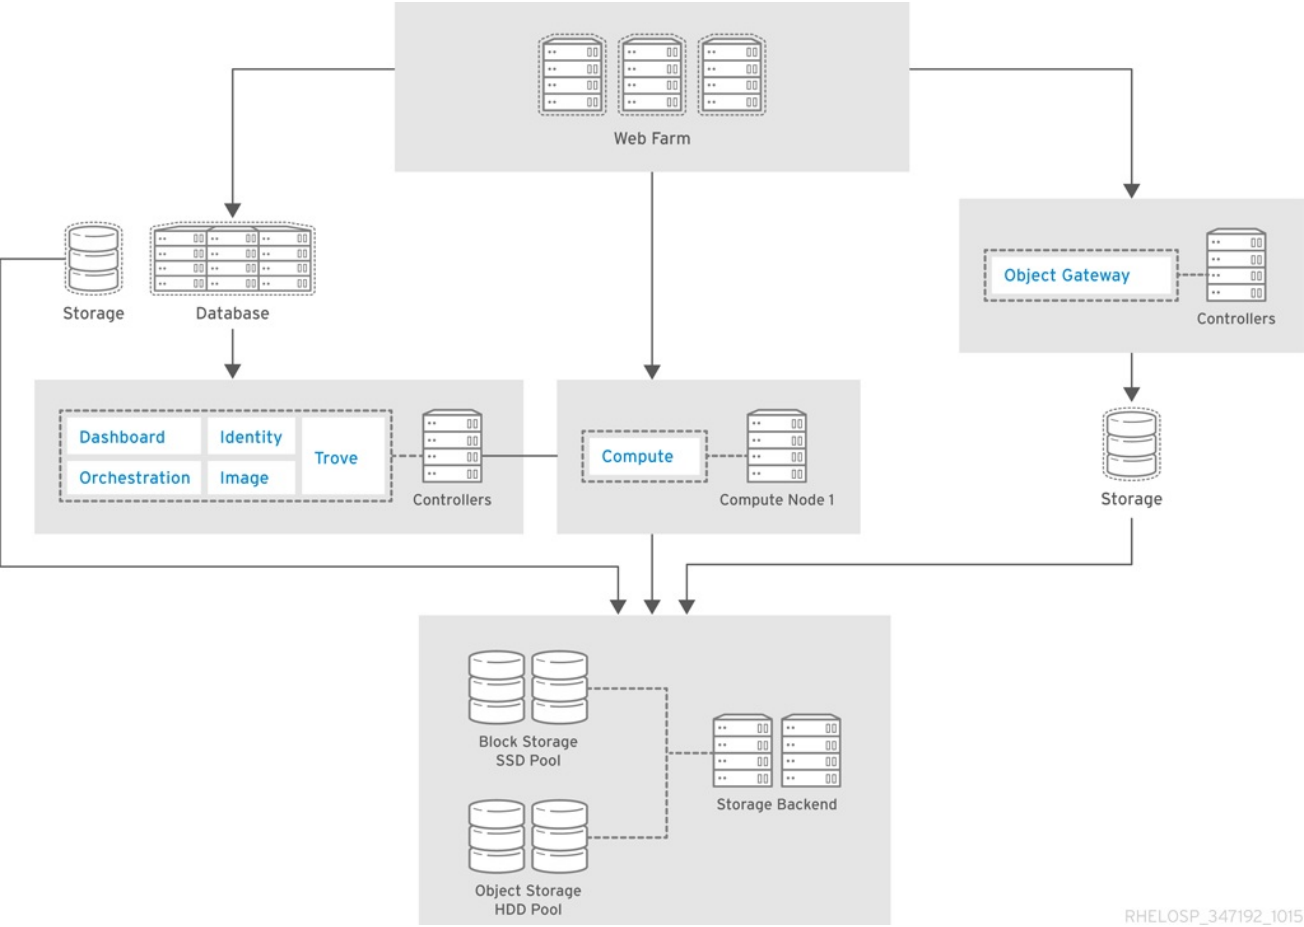 Web Farm
Storage
Database
Object Gateway
Controllers
Dashboard
Identity
Trove
Orchestration
Image
Controllers
Compute
Compute Node 1
Storage
Block Storage
SSD Pool
Storage Backend
Object Storage
HDD Pool
RHELOSP_347192_1015